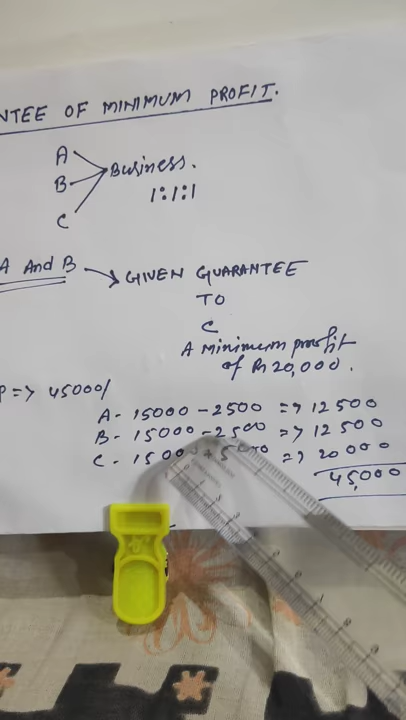 NTEE OF MINIMUM PROFIT.
A
B
C
Business.
1:1:1
A And B
GIVEN GUARANTEE
TO
C
A Minimum profit
of Rs 20,000.
P => 45000/
A - 15000 - 2500 => 12500
B - 15000 - 2500 => 12500
C - 15000 + 5000 => 20000
45,000